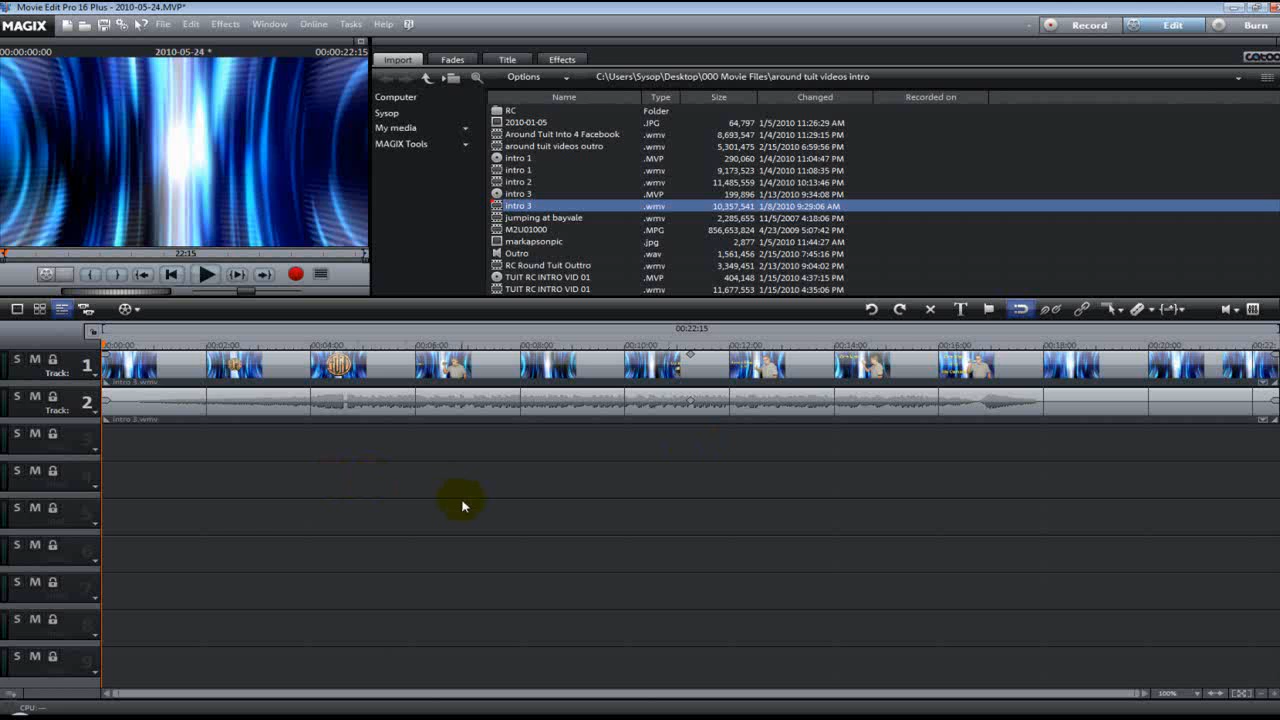 Movie Edit Pro 16 Plus - 2010-05-24.MVP*
MAGIX File Edit Effects Window Online Tasks Help Record Edit Burn
00:00:00:00 2010-05-24 * 00:00:22:15
Import Fades Title Effects
Options C:\Users\Sysop\Desktop\000 Movie Files\around tuit videos intro
Computer
Sysop
My media
MAGIX Tools
Name Type Size Changed Recorded on
RC Folder
2010-01-05 .JPG 64,797 1/5/2010 11:26:29 AM
Around Tuit Into 4 Facebook .wmv 8,693,547 1/4/2010 11:29:15 PM
around tuit videos outro .wmv 5,301,475 2/15/2010 6:59:56 PM
intro 1 .MVP 290,060 1/4/2010 11:04:47 PM
intro 1 .wmv 9,173,523 1/4/2010 11:08:35 PM
intro 2 .wmv 11,485,559 1/4/2010 10:13:46 PM
intro 3 .MVP 199,896 1/13/2010 9:34:08 PM
intro 3 .wmv 10,357,541 1/8/2010 9:29:06 AM
jumping at bayvale .wmv 2,285,655 11/5/2007 4:18:06 PM
M2U01000 .MPG 856,653,824 4/23/2009 5:07:42 PM
markapsonpic .jpg 2,877 1/5/2010 11:44:27 AM
Outro .wav 1,561,456 2/15/2010 7:45:16 PM
RC Round Tuit Outtro .wmv 3,349,451 2/13/2010 9:04:02 PM
TUIT RC INTRO VID 01 .MVP 404,148 1/5/2010 4:37:15 PM
TUIT RC INTRO VID 01 .wmv 11,677,553 1/5/2010 4:35:06 PM
22:15
00:22:15
00:00:00 00:02:00 00:04:00 00:06:00 00:08:00 00:10:00 00:12:00 00:14:00 00:16:00 00:18:00 00:20:00 00:22:
S M 1
Track:
intro 3.wmv
S M 2
Track:
intro 3.wmv
S M 3
S M 4
S M 5
S M 6
S M 7
S M 8
S M 9
100%
CPU: ---